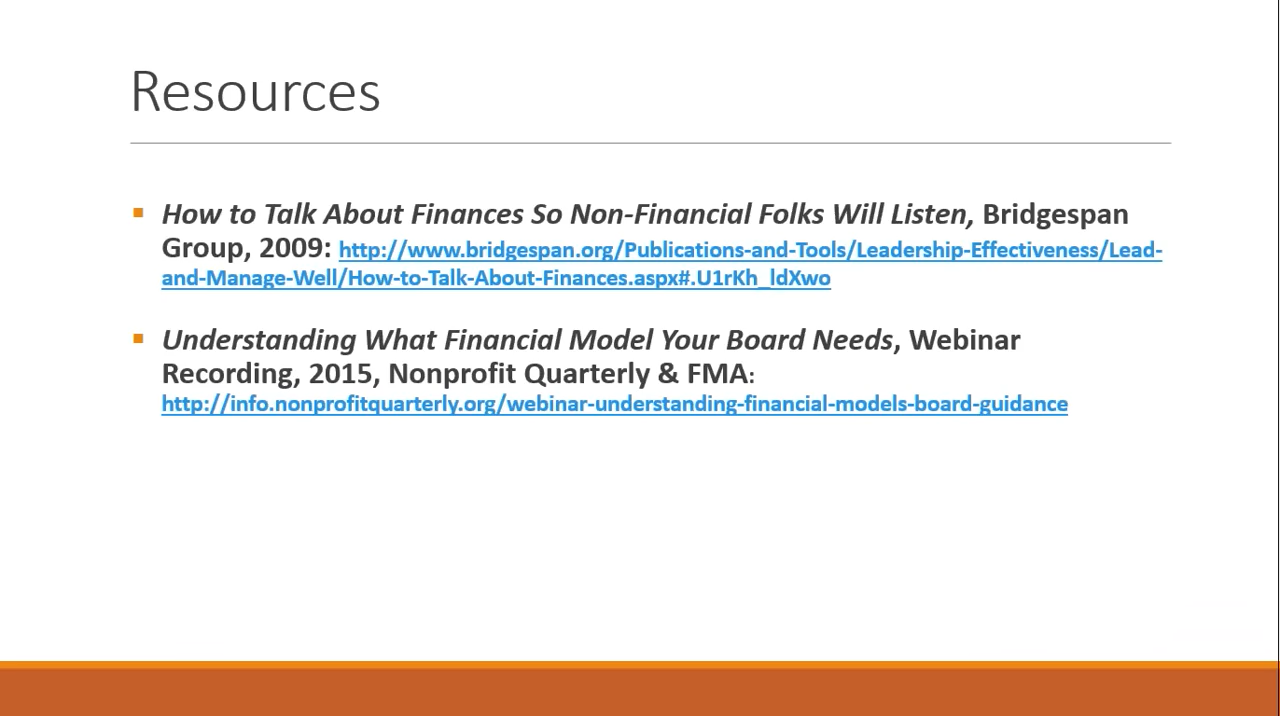 Resources
How to Talk About Finances So Non-Financial Folks Will Listen, Bridgespan
Group, 2009: http://www.bridgespan.org/Publications-and-Tools/Leadership-Effectiveness/Lead-
and-Manage-Well/How-to-Talk-About-Finances.aspx#.U1rKh_ldXwo
Understanding What Financial Model Your Board Needs, Webinar
Recording, 2015, Nonprofit Quarterly & FMA:
http://info.nonprofitquarterly.org/webinar-understanding-financial-models-board-guidance